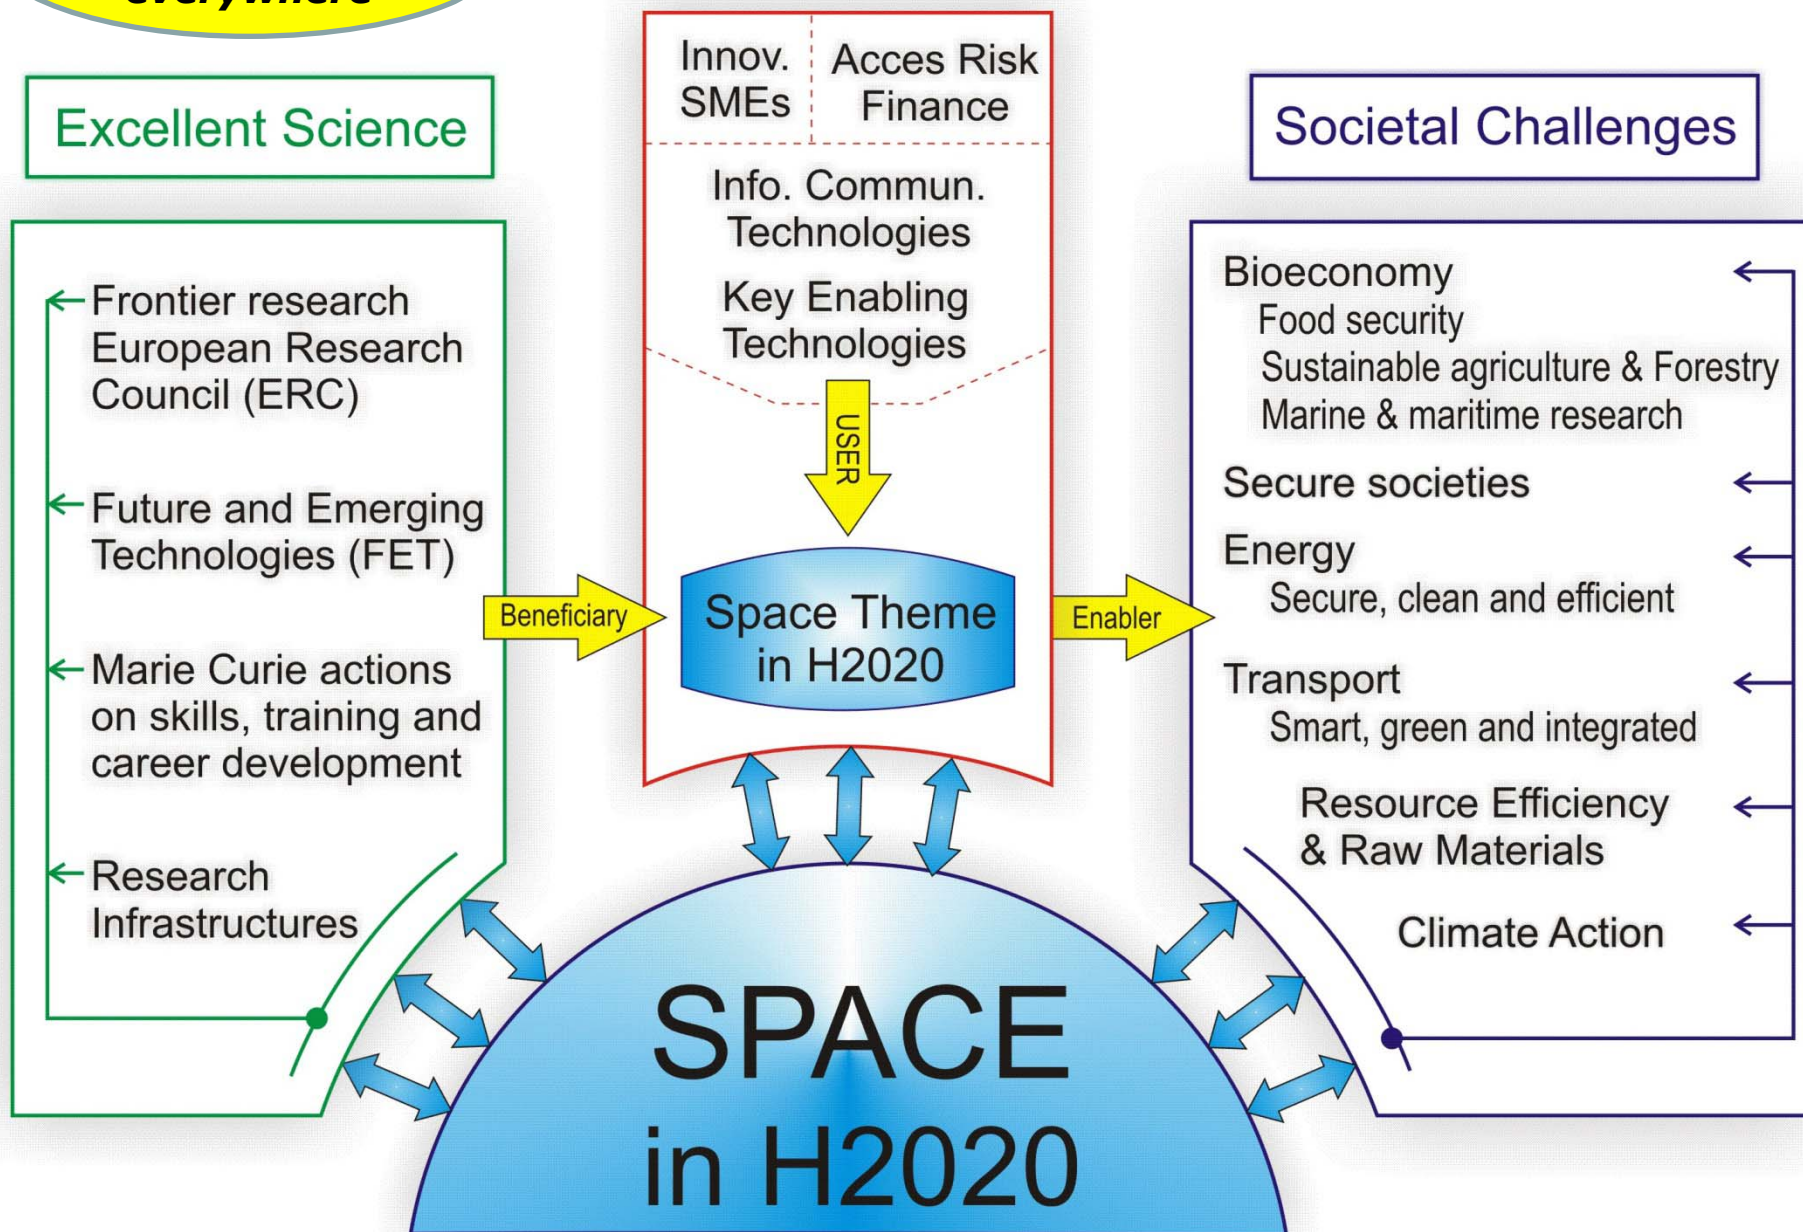 everywhere
Excellent Science
Frontier research
European Research
Council (ERC)
Future and Emerging
Technologies (FET)
Marie Curie actions
on skills, training and
career development
Research
Infrastructures
Innov.
SMEs
Acces Risk
Finance
Info. Commun.
Technologies
Key Enabling
Technologies
USER
Beneficiary
Space Theme
in H2020
Enabler
Societal Challenges
Bioeconomy
Food security
Sustainable agriculture & Forestry
Marine & maritime research
Secure societies
Energy
Secure, clean and efficient
Transport
Smart, green and integrated
Resource Efficiency
& Raw Materials
Climate Action
SPACE
in H2020